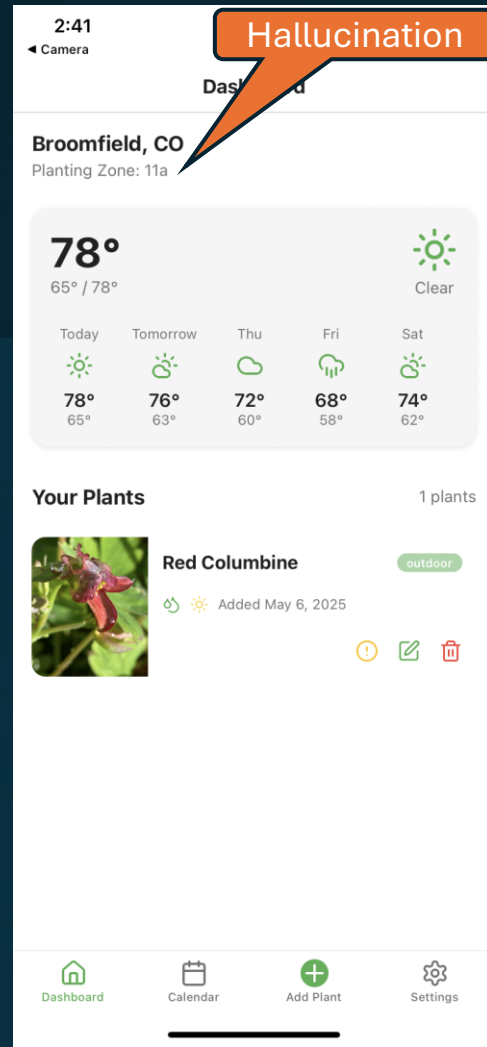 2:41
Hallucination
◀ Camera
Broomfield, CO
Planting Zone: 11a
78°
65° / 78°
Clear
Today Tomorrow Thu Fri Sat
78° 76° 72° 68° 74°
65° 63° 60° 58° 62°
Your Plants 1 plants
Red Columbine outdoor
Added May 6, 2025
Dashboard Calendar Add Plant Settings